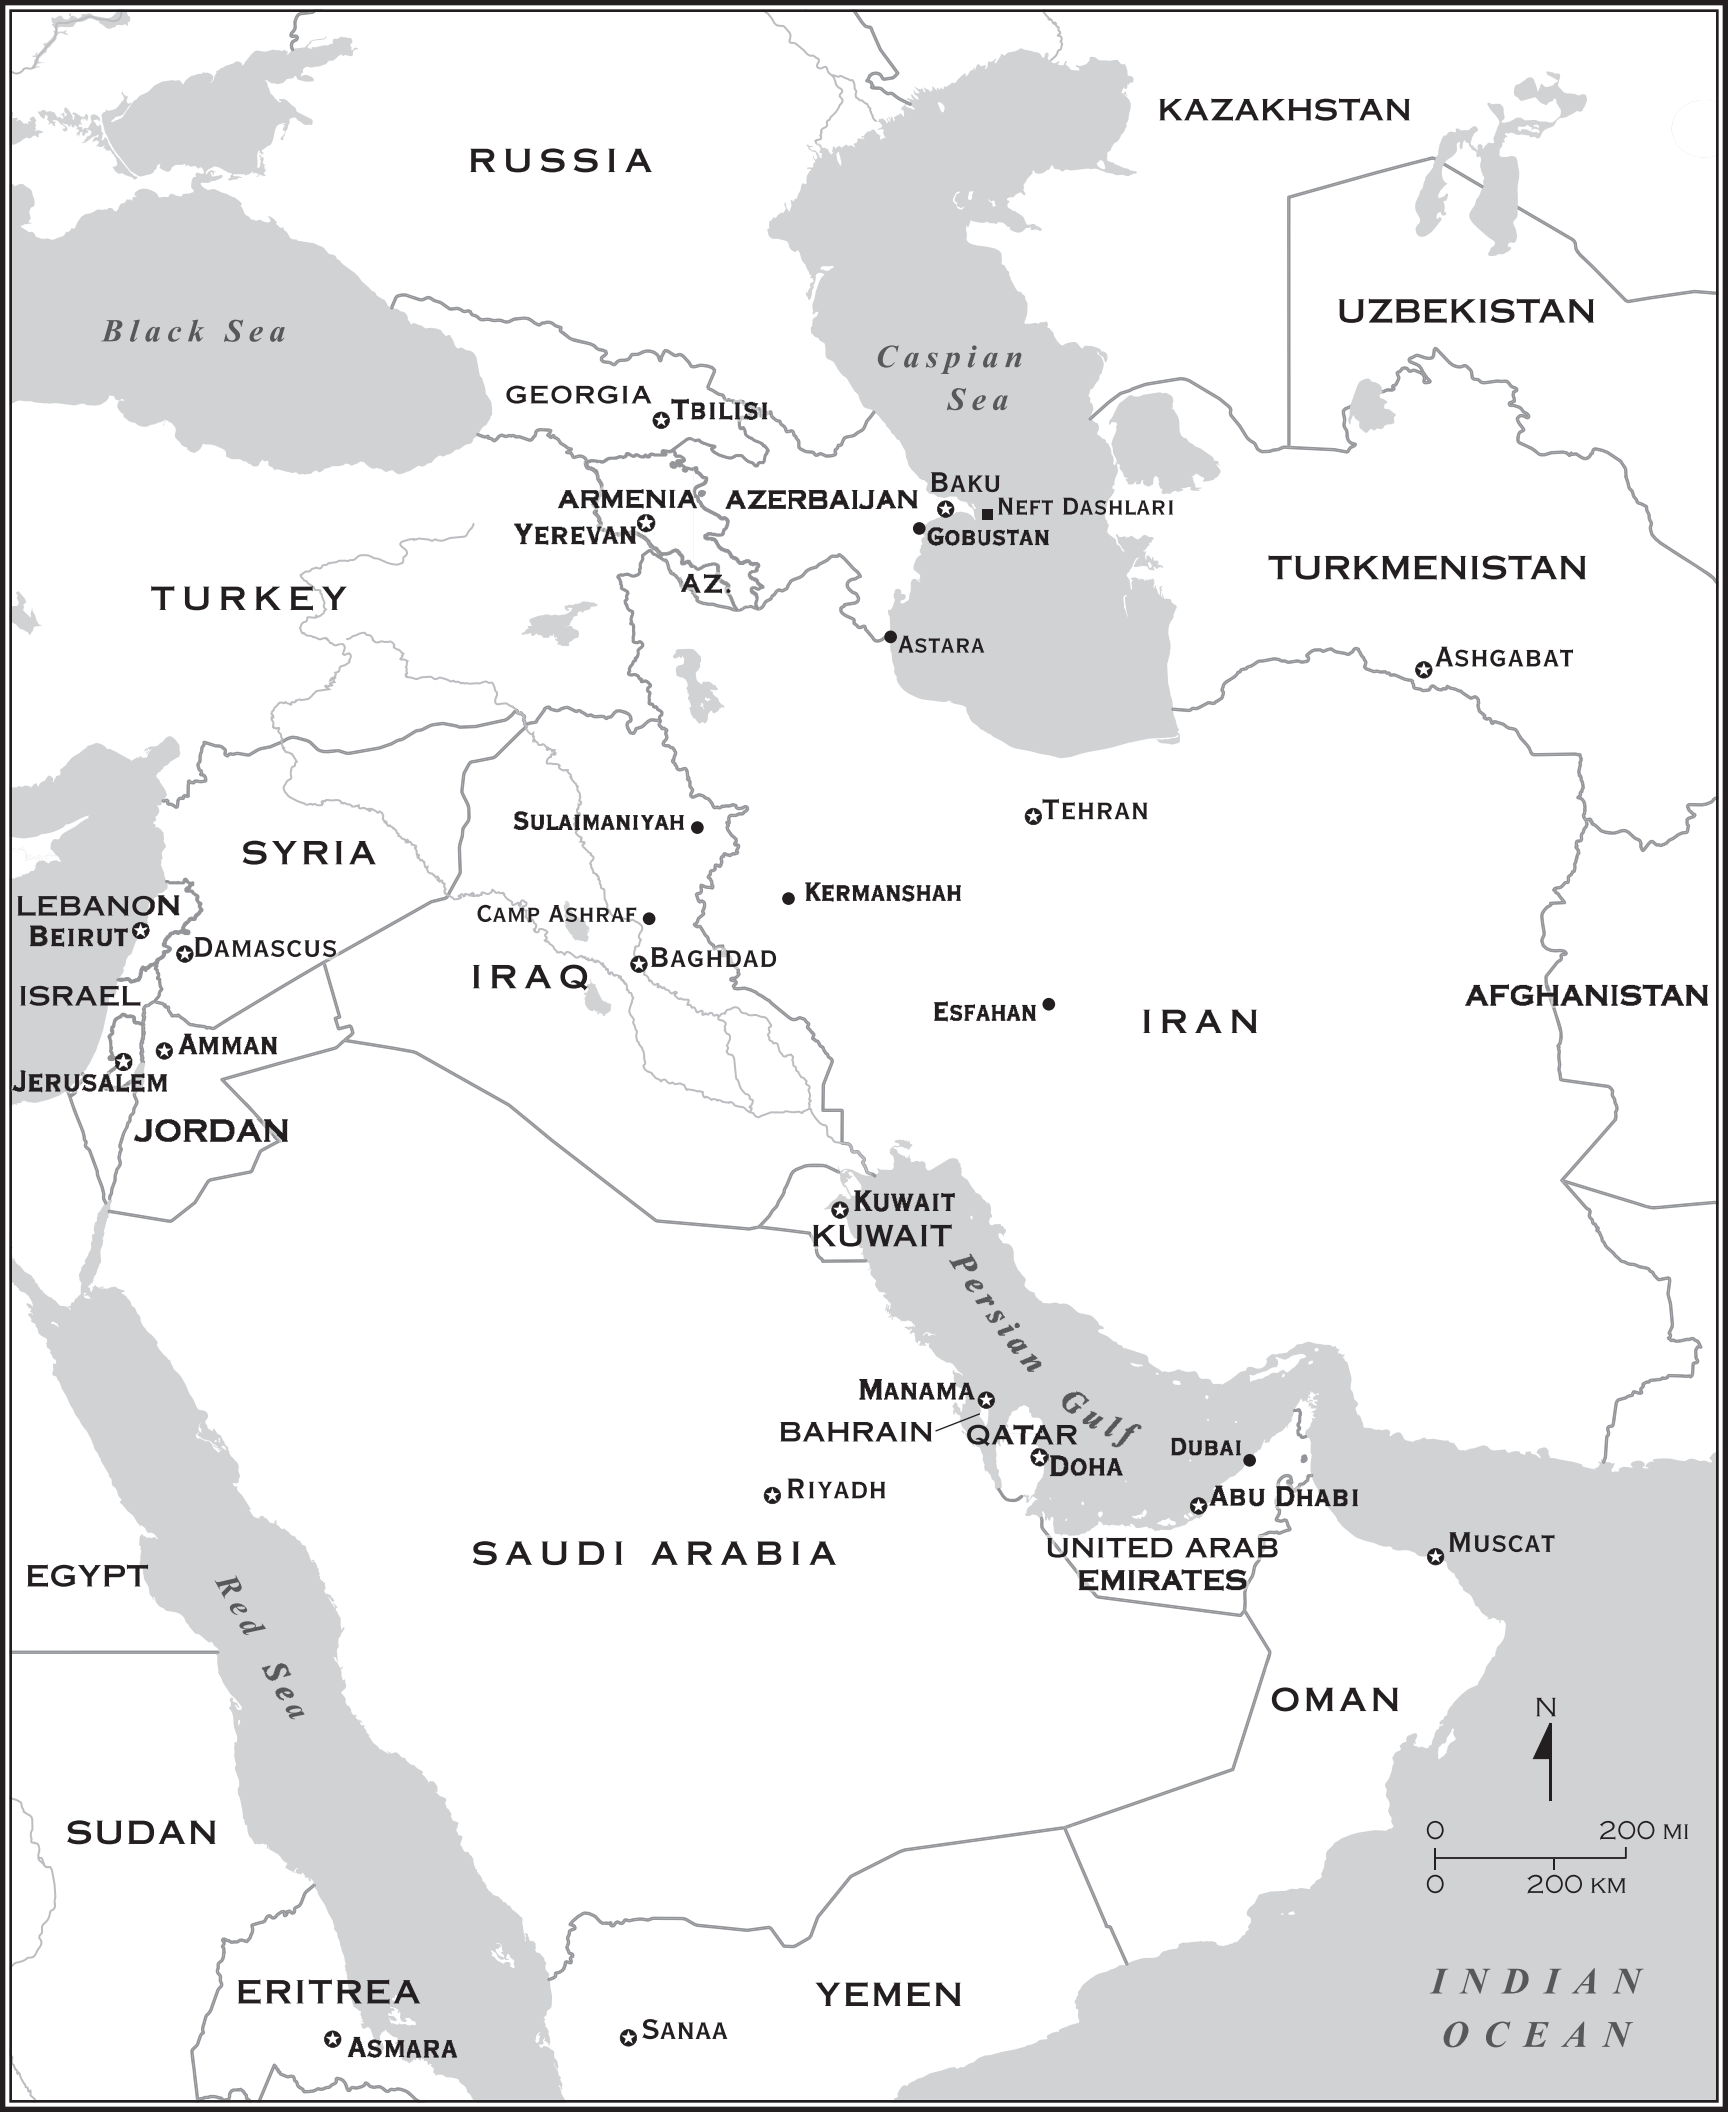 KAZAKHSTAN
RUSSIA
UZBEKISTAN
Black Sea
Caspian
Sea
GEORGIA
TBILISI
BAKU
ARMENIA
AZERBAIJAN
NEFT DASHLARI
YEREVAN
GOBUSTAN
TURKMENISTAN
AZ.
TURKEY
ASTARA
ASHGABAT
TEHRAN
SULAIMANIYAH
SYRIA
KERMANSHAH
LEBANON
CAMP ASHRAF
BEIRUT
DAMASCUS
BAGHDAD
IRAQ
ISRAEL
AFGHANISTAN
ESFAHAN
IRAN
AMMAN
JERUSALEM
JORDAN
KUWAIT
KUWAIT
Persian Gulf
MANAMA
BAHRAIN
QATAR
DUBAI
DOHA
RIYADH
ABU DHABI
SAUDI ARABIA
MUSCAT
UNITED ARAB
EMIRATES
EGYPT
Red Sea
OMAN
N
SUDAN
0 200 MI
0 200 KM
INDIAN
OCEAN
ERITREA
YEMEN
SANAA
ASMARA